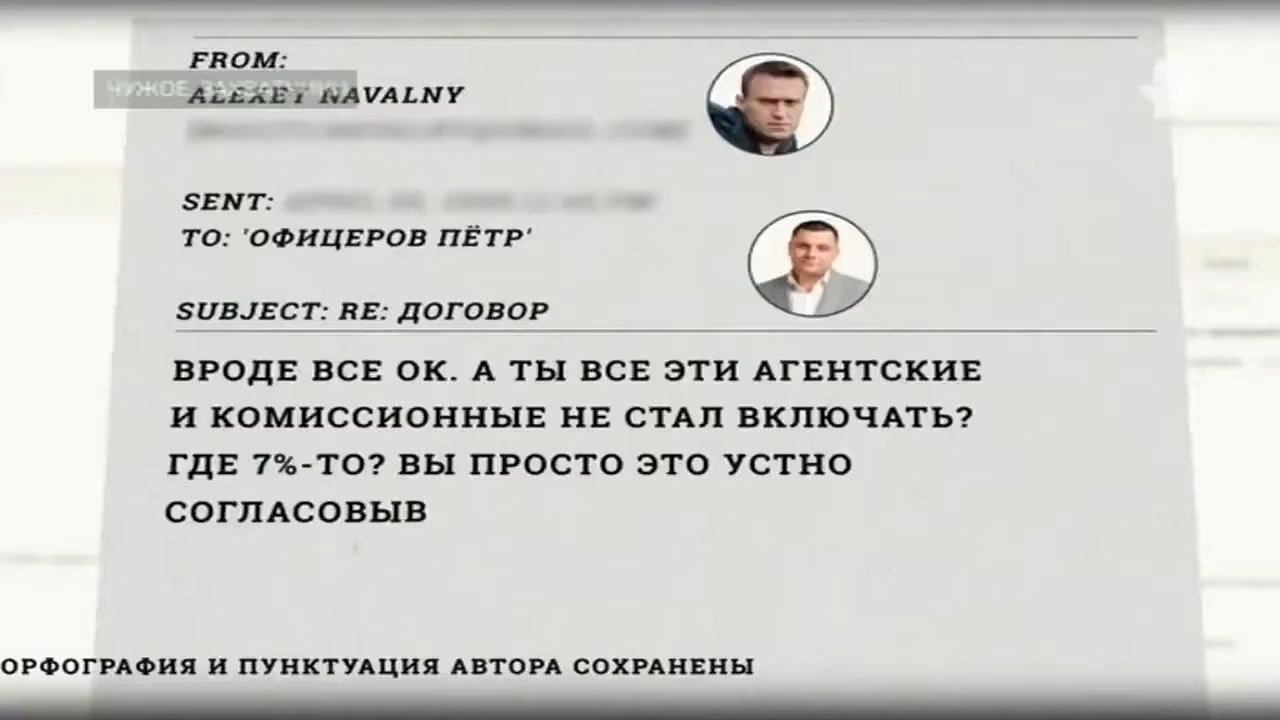 FROM:
ALEXEY NAVALNY
SENT:
TO: 'ОФИЦЕРОВ ПЁТР'
SUBJECT: RE: ДОГОВОР
ВРОДЕ ВСЕ ОК. А ТЫ ВСЕ ЭТИ АГЕНТСКИЕ
И КОМИССИОННЫЕ НЕ СТАЛ ВКЛЮЧАТЬ?
ГДЕ 7%-ТО? ВЫ ПРОСТО ЭТО УСТНО
СОГЛАСОВЫВ
ОРФОГРАФИЯ И ПУНКТУАЦИЯ АВТОРА СОХРАНЕНЫ